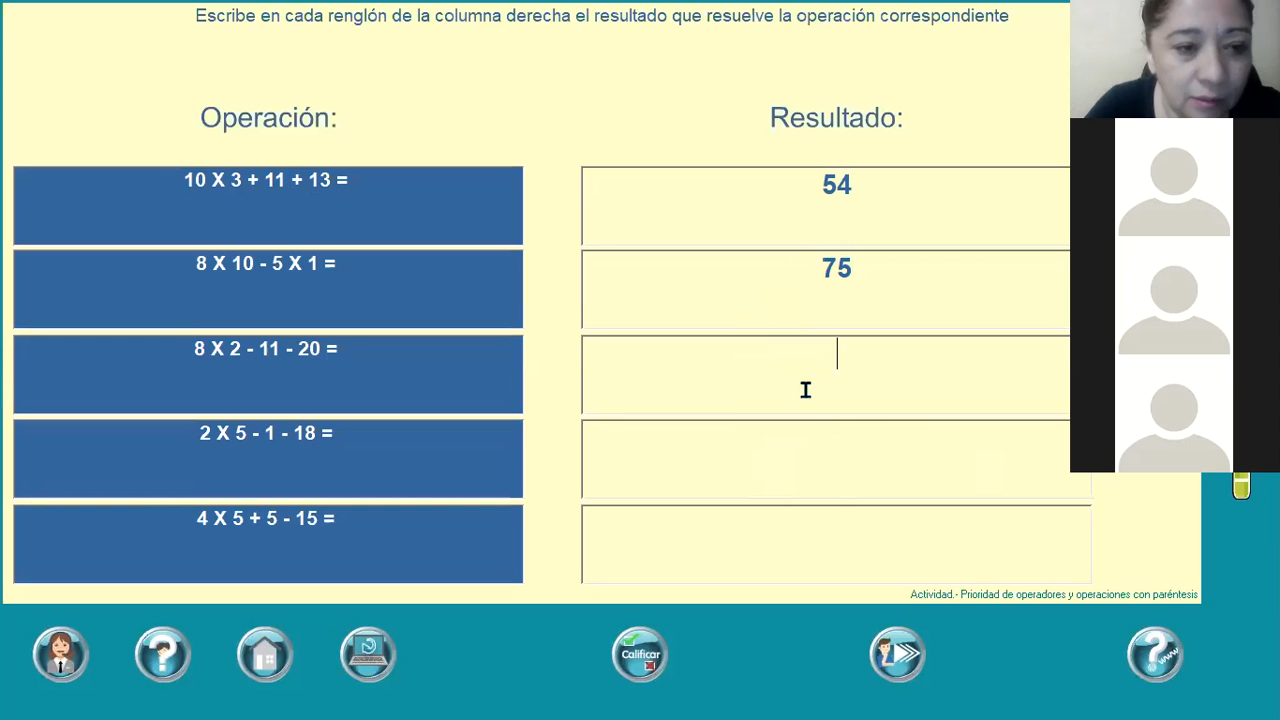 Escribe en cada renglón de la columna derecha el resultado que resuelve la operación correspondiente
Operación:
Resultado:
10 X 3 + 11 + 13 =
54
8 X 10 - 5 X 1 =
75
8 X 2 - 11 - 20 =
2 X 5 - 1 - 18 =
4 X 5 + 5 - 15 =
Actividad.- Prioridad de operadores y operaciones con paréntesis
?
Calificar
? www